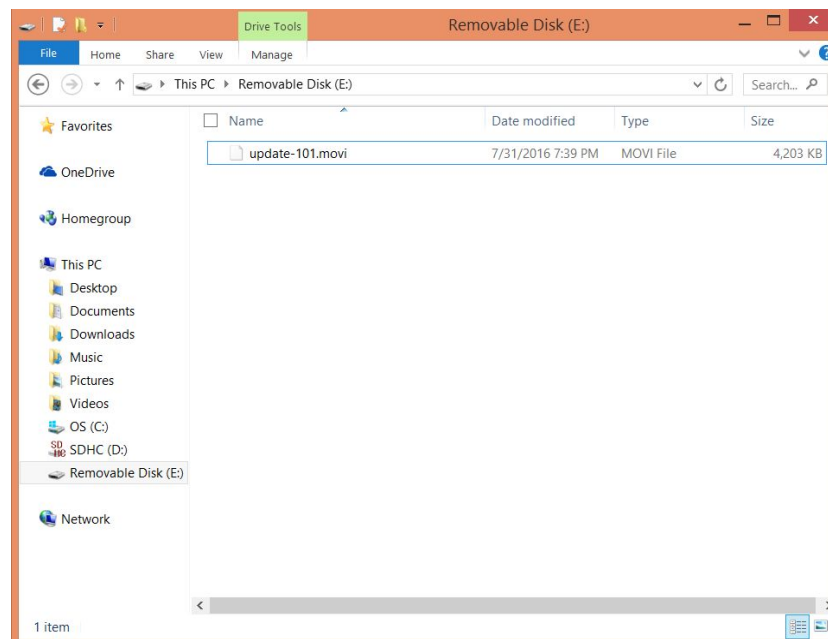 Drive Tools
Removable Disk (E:)
File Home Share View Manage
This PC Removable Disk (E:)
Search...
Name Date modified Type Size
update-101.movi 7/31/2016 7:39 PM MOVI File 4,203 KB
Favorites
OneDrive
Homegroup
This PC
Desktop
Documents
Downloads
Music
Pictures
Videos
OS (C:)
SD
HC
SDHC (D:)
Removable Disk (E:)
Network
1 item